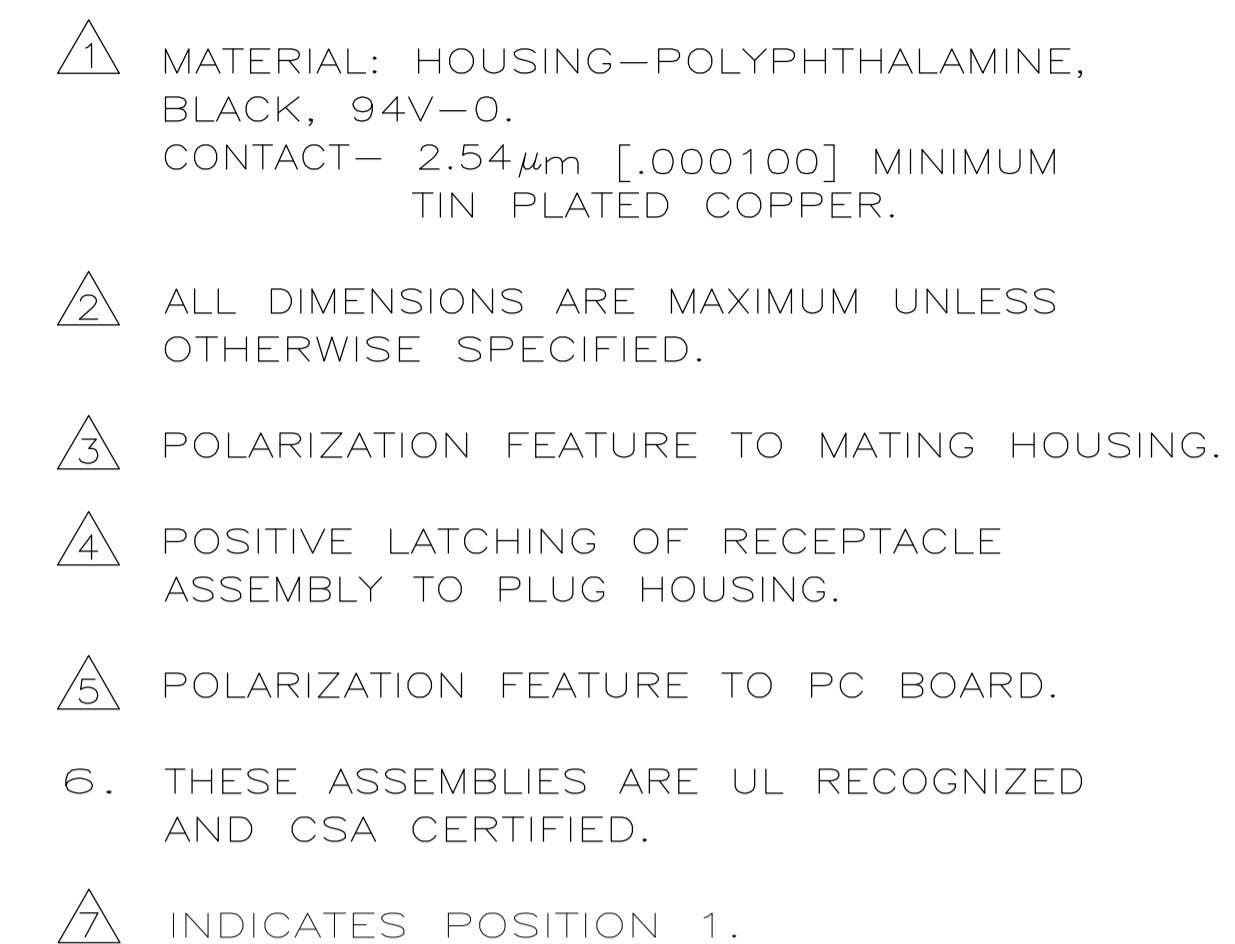 1 MATERIAL: HOUSING-POLYPHTHALAMINE,
BLACK, 94V-0.
CONTACT- 2.54μm [.000100] MINIMUM
TIN PLATED COPPER.
2 ALL DIMENSIONS ARE MAXIMUM UNLESS
OTHERWISE SPECIFIED.
3 POLARIZATION FEATURE TO MATING HOUSING.
4 POSITIVE LATCHING OF RECEPTACLE
ASSEMBLY TO PLUG HOUSING.
5 POLARIZATION FEATURE TO PC BOARD.
6. THESE ASSEMBLIES ARE UL RECOGNIZED
AND CSA CERTIFIED.
7 INDICATES POSITION 1.